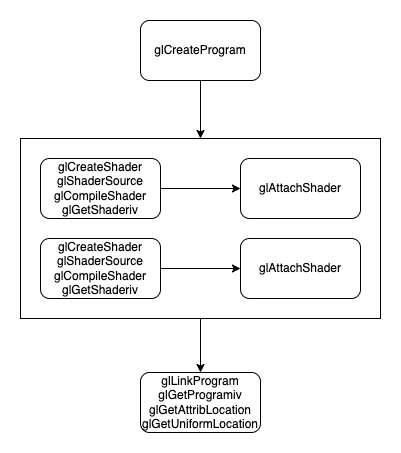 glCreateProgram
glCreateShader
glShaderSource
glCompileShader
glGetShaderiv
glAttachShader
glCreateShader
glShaderSource
glCompileShader
glGetShaderiv
glAttachShader
glLinkProgram
glGetProgramiv
glGetAttribLocation
glGetUniformLocation